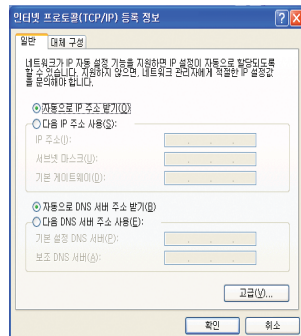 인터넷 프로토콜(TCP/IP) 등록 정보
일반 대체 구성
네트워크가 IP 자동 설정 기능을 지원하면 IP 설정이 자동으로 할당되도록
할 수 있습니다. 지원하지 않으면, 네트워크 관리자에게 적절한 IP 설정값
을 문의해야 합니다.
자동으로 IP 주소 받기(O)
다음 IP 주소 사용(S):
IP 주소(I):
서브넷 마스크(U):
기본 게이트웨이(D):
자동으로 DNS 서버 주소 받기(B)
다음 DNS 서버 주소 사용(E):
기본 설정 DNS 서버(P):
보조 DNS 서버(A):
고급(V)...
확인 취소